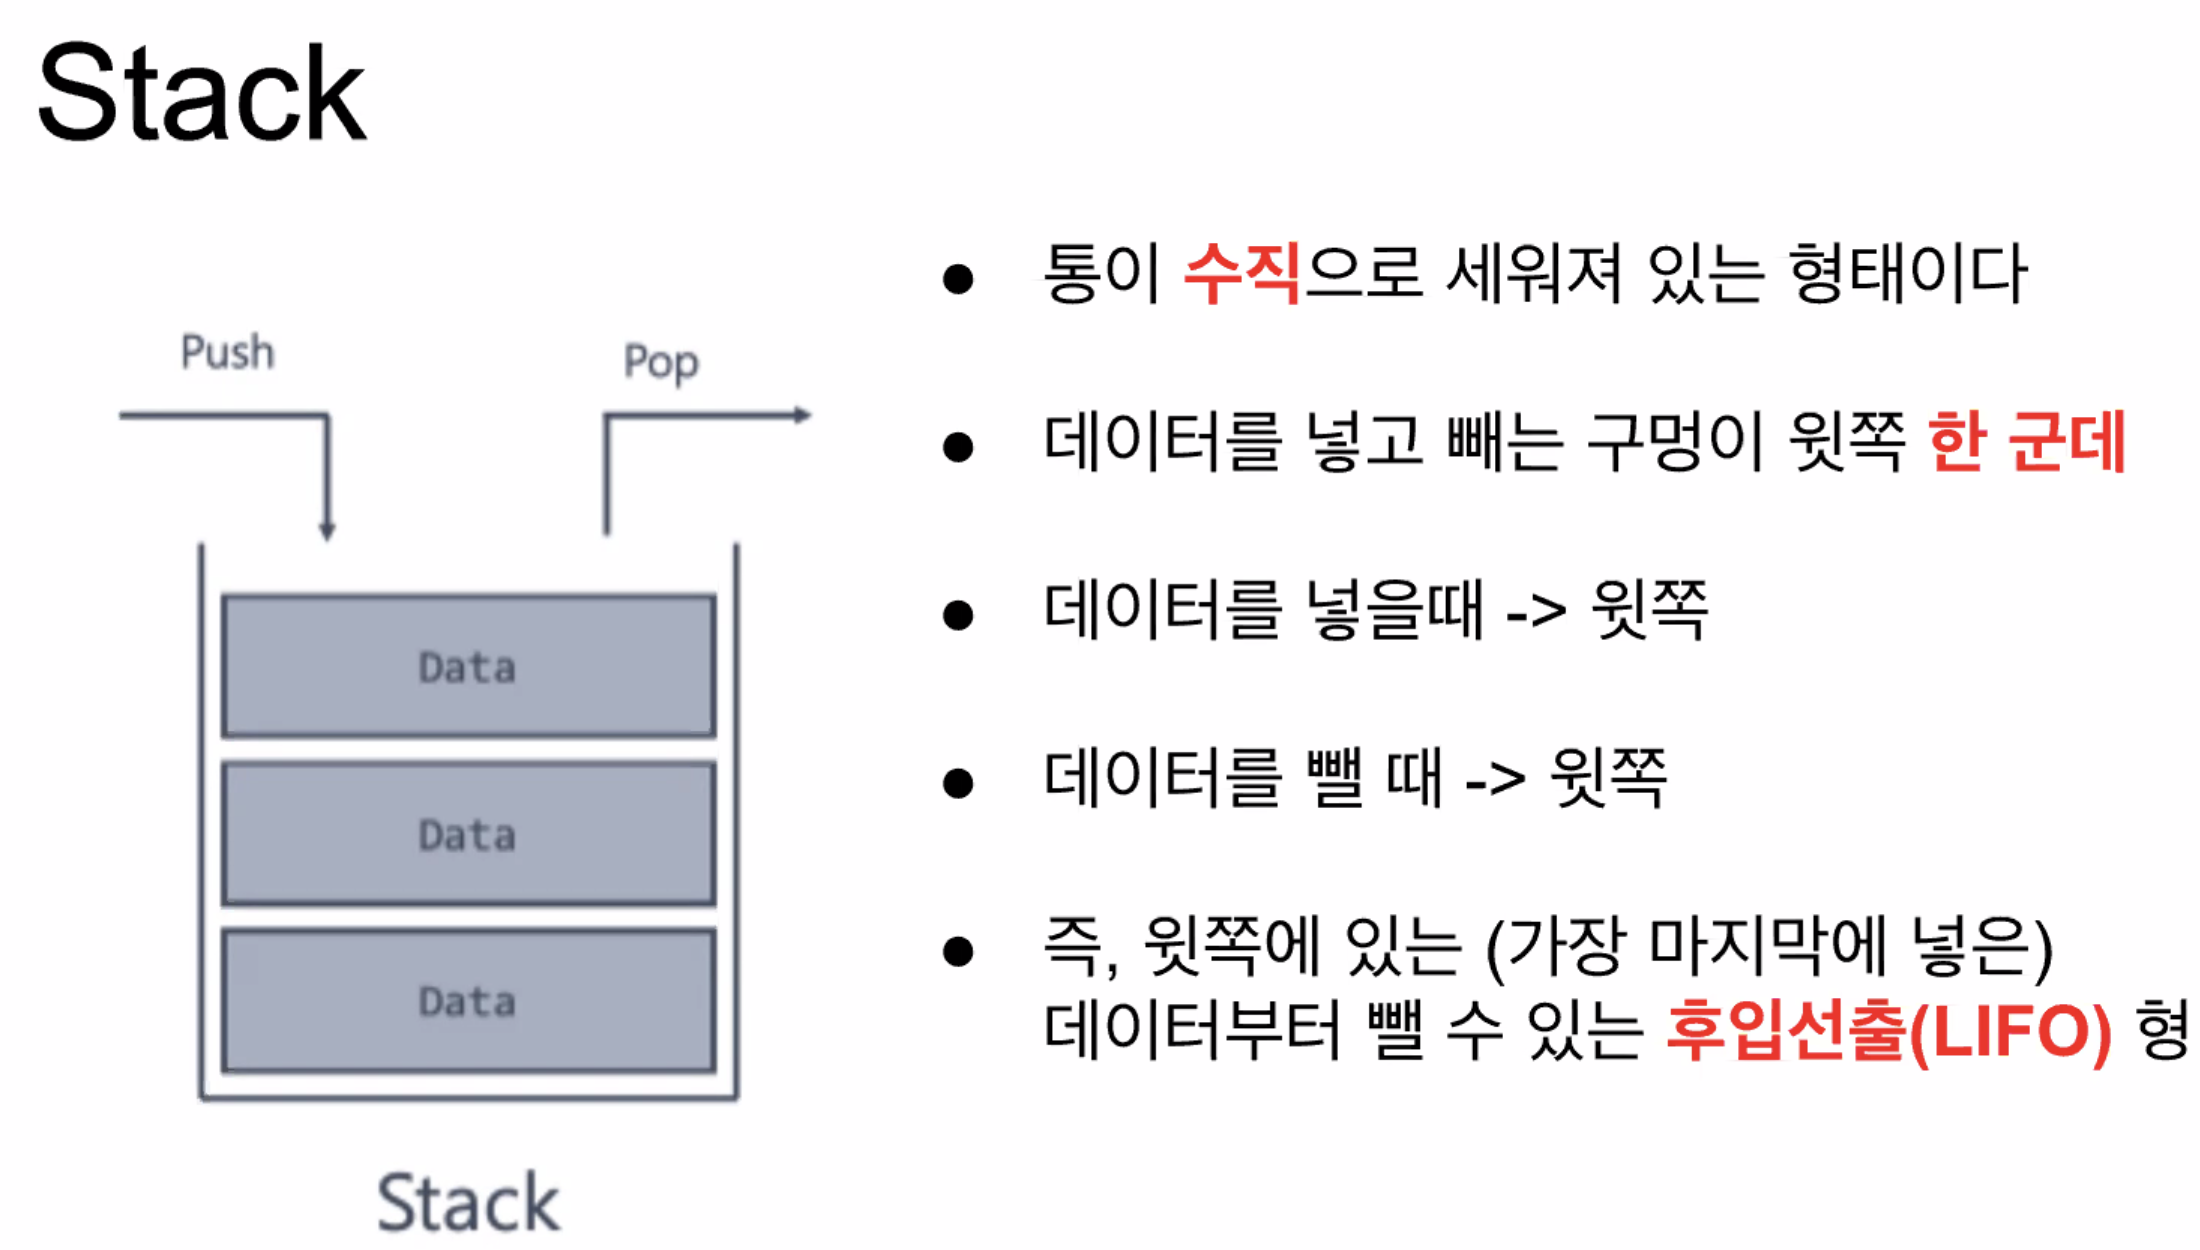 Stack
Push
Pop
Data
Data
Data
Stack
● 통이 수직으로 세워져 있는 형태이다
● 데이터를 넣고 빼는 구멍이 윗쪽 한 군데
● 데이터를 넣을때 -> 윗쪽
● 데이터를 뺄 때 -> 윗쪽
● 즉, 윗쪽에 있는 (가장 마지막에 넣은)
데이터부터 뺄 수 있는 후입선출(LIFO) 형